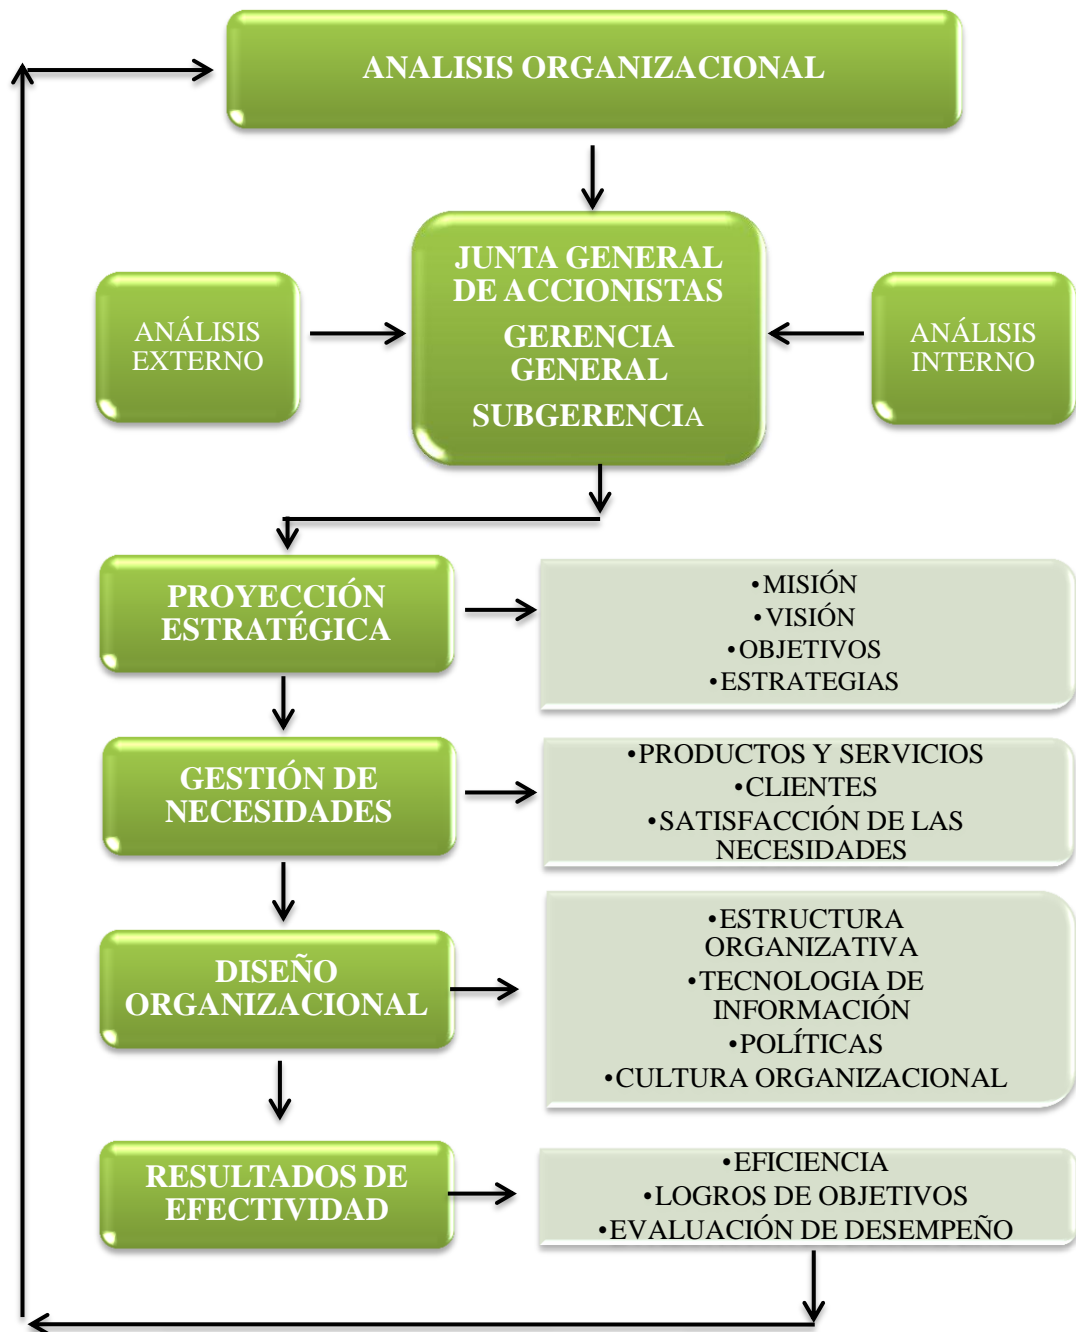 ANALISIS ORGANIZACIONAL
JUNTA GENERAL
DE ACCIONISTAS
GERENCIA
GENERAL
SUBGERENCIA
ANÁLISIS
EXTERNO
ANÁLISIS
INTERNO
PROYECCIÓN
ESTRATÉGICA
•MISIÓN
•VISIÓN
•OBJETIVOS
•ESTRATEGIAS
GESTIÓN DE
NECESIDADES
•PRODUCTOS Y SERVICIOS
•CLIENTES
•SATISFACCIÓN DE LAS
NECESIDADES
DISEÑO
ORGANIZACIONAL
•ESTRUCTURA
ORGANIZATIVA
•TECNOLOGIA DE
INFORMACIÓN
•POLÍTICAS
•CULTURA ORGANIZACIONAL
RESULTADOS DE
EFECTIVIDAD
•EFICIENCIA
•LOGROS DE OBJETIVOS
•EVALUACIÓN DE DESEMPEÑO